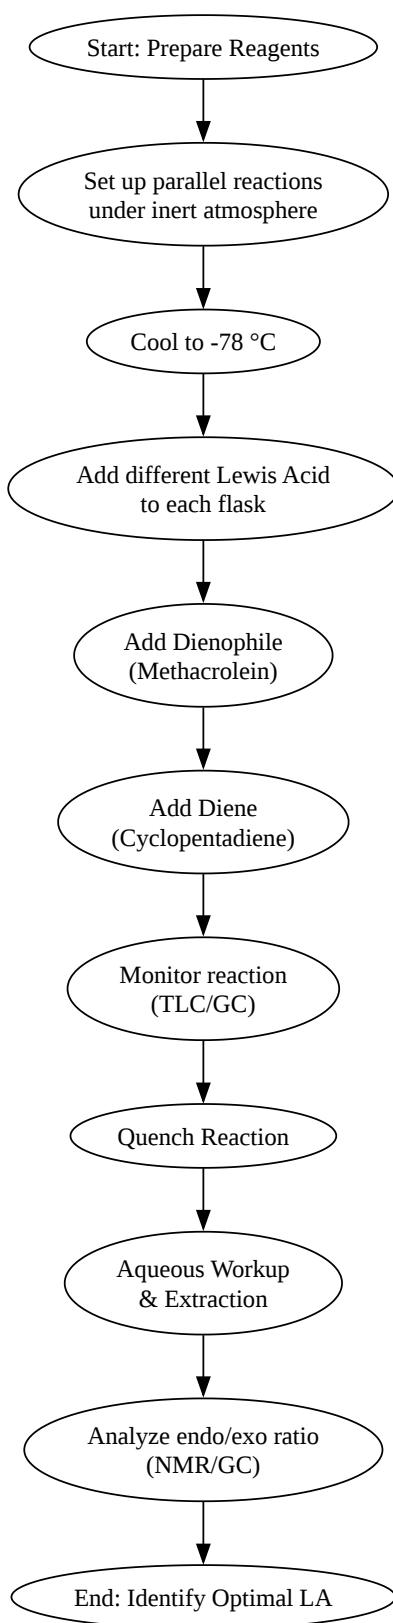 Start: Prepare Reagents
Set up parallel reactions
under inert atmosphere
Cool to -78 °C
Add different Lewis Acid
to each flask
Add Dienophile
(Methacrolein)
Add Diene
(Cyclopentadiene)
Monitor reaction
(TLC/GC)
Quench Reaction
Aqueous Workup
& Extraction
Analyze endo/exo ratio
(NMR/GC)
End: Identify Optimal LA